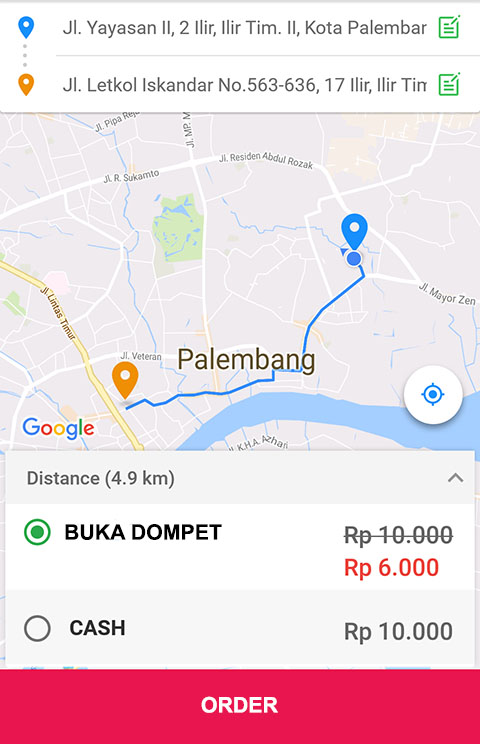 Jl. Yayasan II, 2 Ilir, Ilir Tim. II, Kota Palembar
Jl. Letkol Iskandar No.563-636, 17 Ilir, Ilir Tim
Jl. Pipa Reja
Jl. MP. M
Jl. Residen Abdul Rozak
Jl. R. Sukamto
Jl. Lintas Timur
Jl. Mayor Zen
Jl. Veteran
Palembang
Google
Jl. K.H.A. Azhari
Distance (4.9 km)
BUKA DOMPET
Rp 10.000
Rp 6.000
CASH
Rp 10.000
ORDER